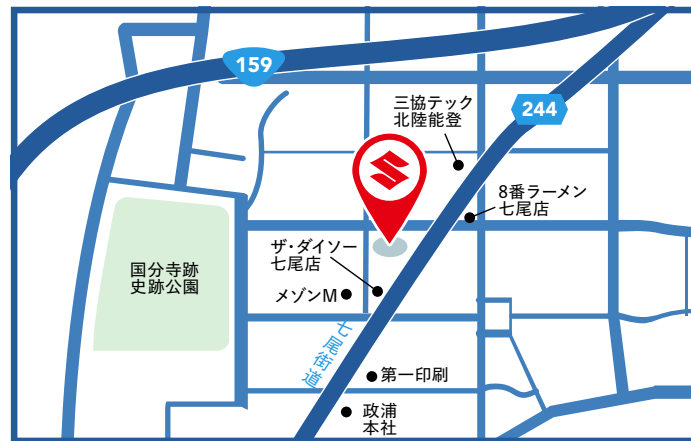 159
三協テック
北陸能登
244
8番ラーメン
七尾店
ザ・ダイソー
七尾店
国分寺跡
史跡公園
メゾンM
七尾街道
第一印刷
政浦
本社